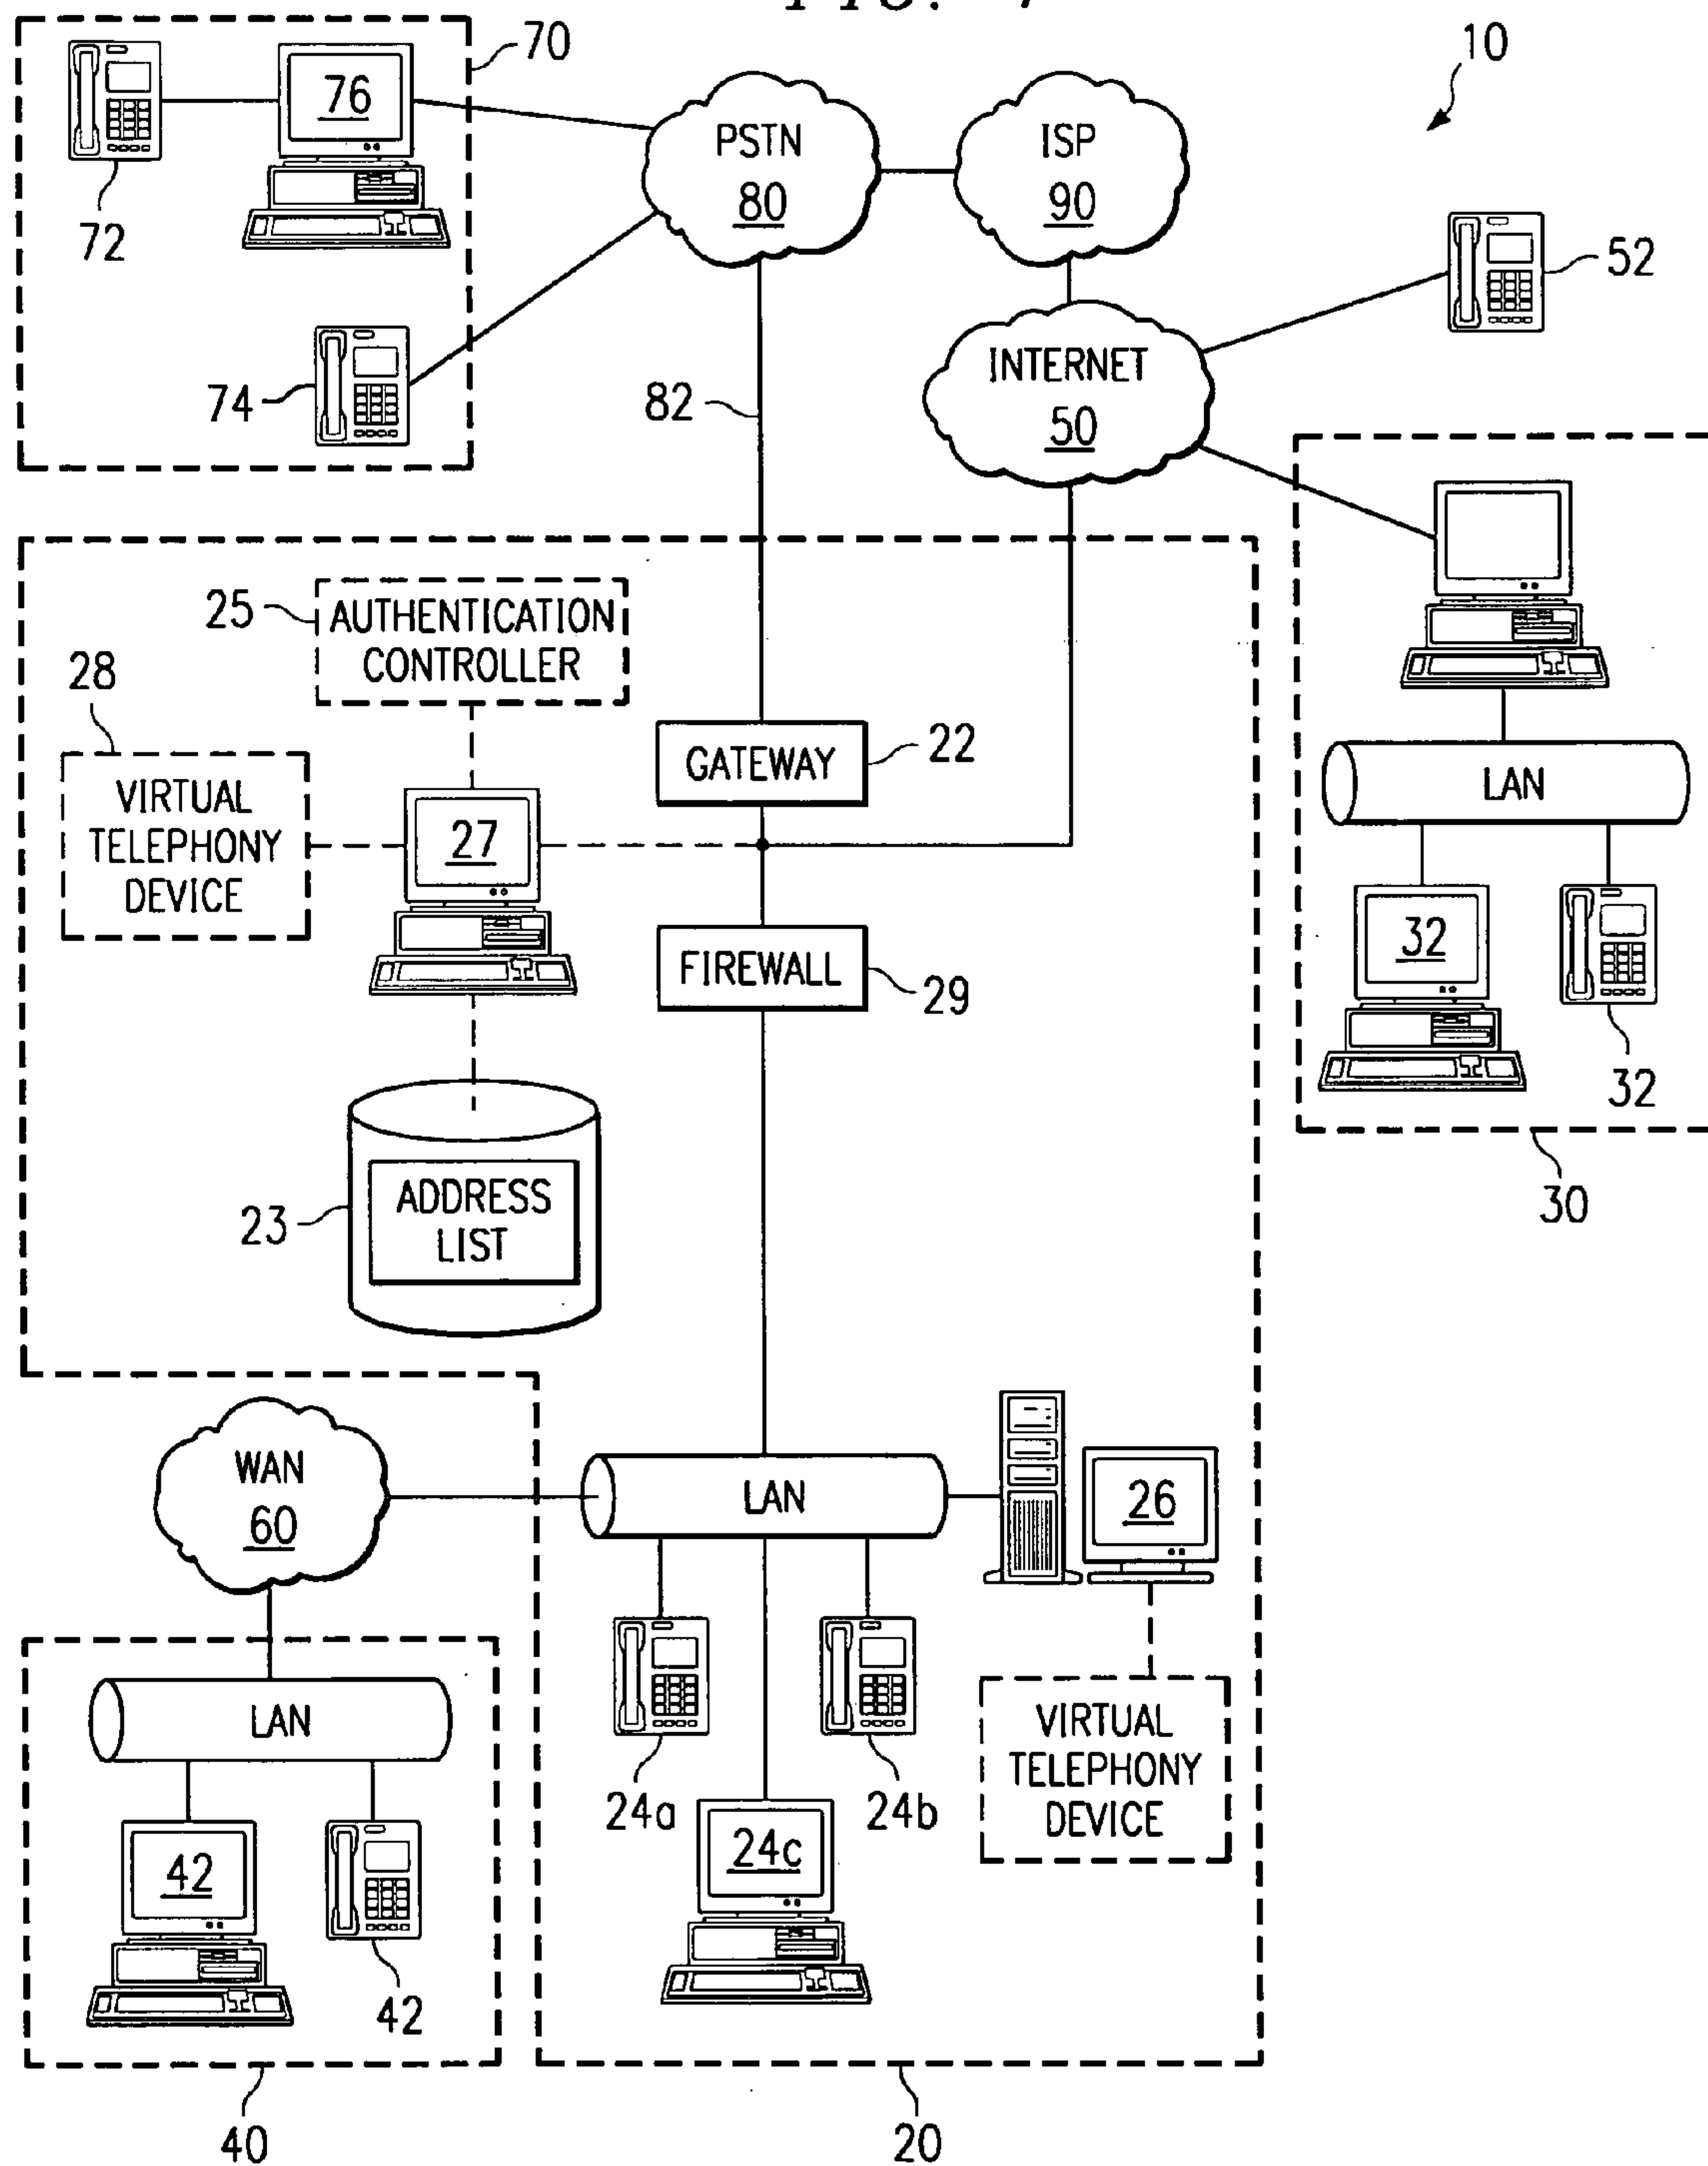 FIG.
70
10
76
72
PSTN
80
ISP
90
52
74
82
INTERNET
50
25
AUTHENTICATION
CONTROLLER
28
VIRTUAL
TELEPHONY
DEVICE
27
GATEWAY
22
LAN
FIREWALL
29
32
32
23
ADDRESS
LIST
30
WAN
60
LAN
26
LAN
24a
24b
VIRTUAL
TELEPHONY
DEVICE
42
42
24c
40
20